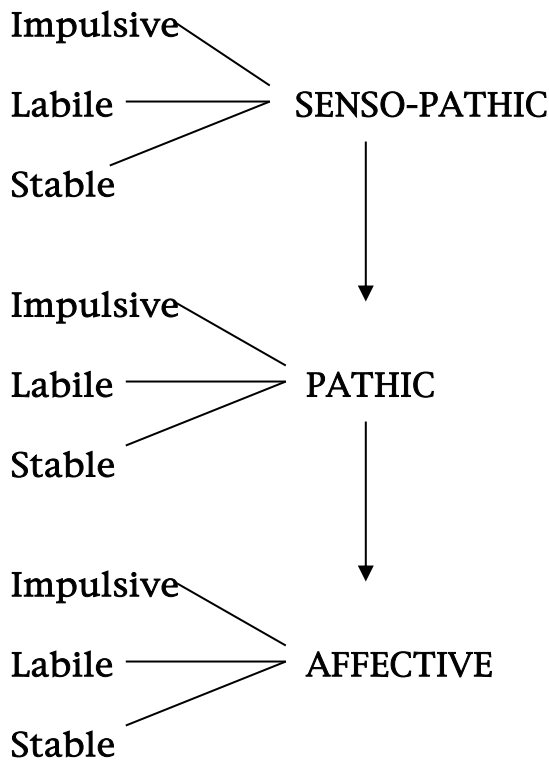 Impulsive
Labile SENSO-PATHIC
Stable
Impulsive
Labile PATHIC
Stable
Impulsive
Labile AFFECTIVE
Stable